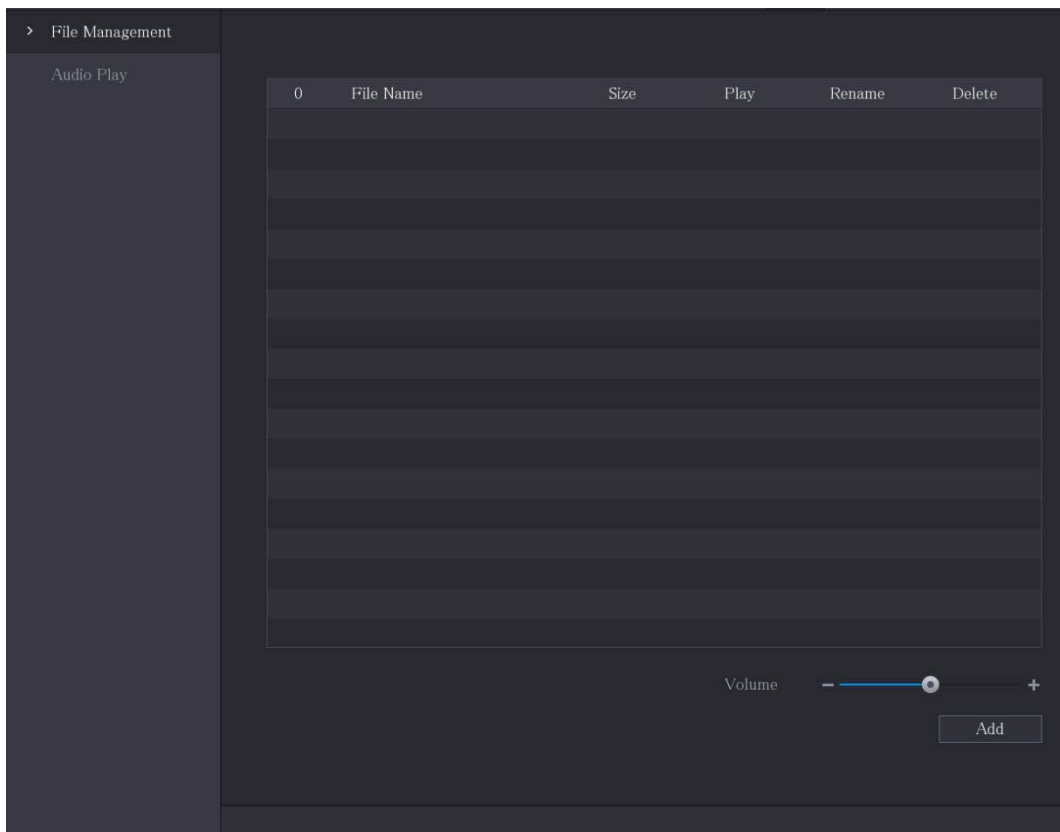 > File Management
Audio Play
0 File Name Size Play Rename Delete
Volume − +
Add